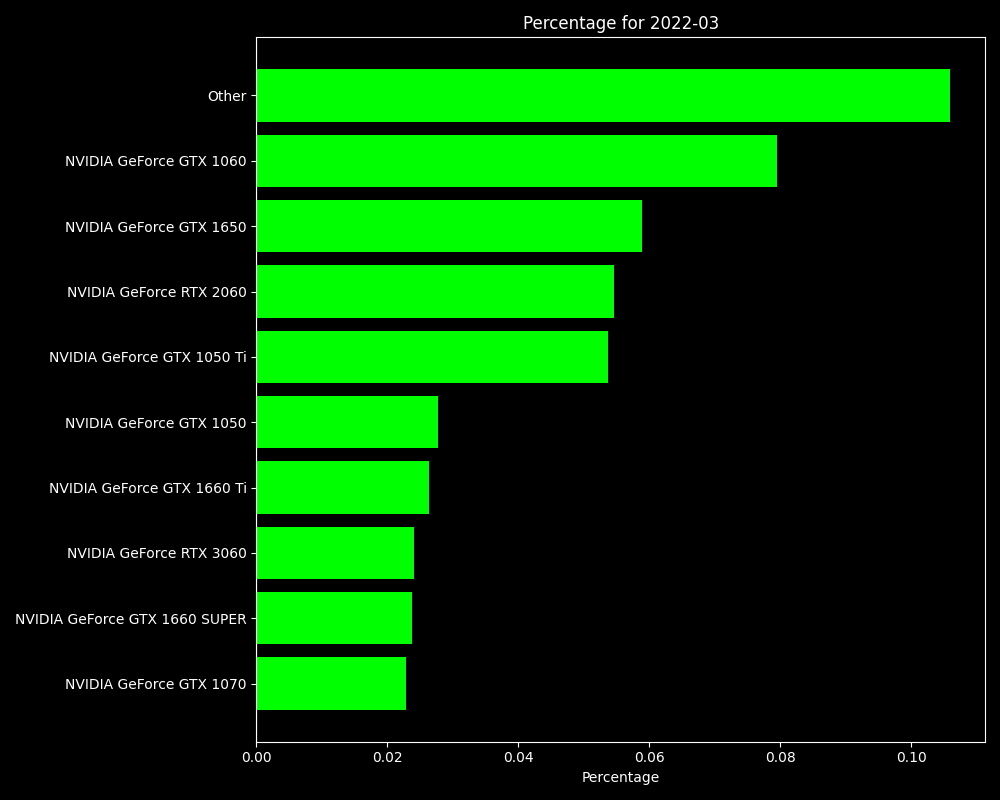 Percentage for 2022-03
Other
NVIDIA GeForce GTX 1060
NVIDIA GeForce GTX 1650
NVIDIA GeForce RTX 2060
NVIDIA GeForce GTX 1050 Ti
NVIDIA GeForce GTX 1050
NVIDIA GeForce GTX 1660 Ti
NVIDIA GeForce RTX 3060
NVIDIA GeForce GTX 1660 SUPER
NVIDIA GeForce GTX 1070
0.00 0.02 0.04 0.06 0.08 0.10
Percentage